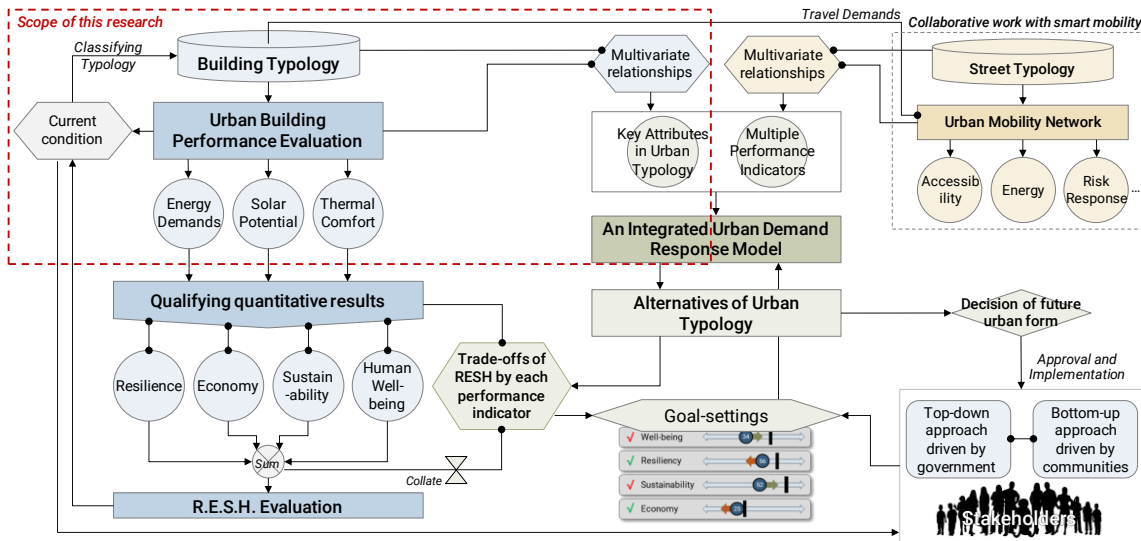 Scope of this research
Travel Demands
Collaborative work with smart mobility
Classifying
Typology
Building Typology
Multivariate
relationships
Multivariate
relationships
Street Typology
Current
condition
Urban Building
Performance Evaluation
Urban Mobility Network
Key Attributes
in Urban
Typology
Multiple
Performance
Indicators
Accessib
ility
Energy
Risk
Response
...
Energy
Demands
Solar
Potential
Thermal
Comfort
An Integrated Urban Demand
Response Model
Qualifying quantitative results
Alternatives of Urban
Typology
Decision of future
urban form
Approval and
Implementation
Resilience
Economy
Sustain
-ability
Human
Well-
being
Trade-offs of
RESH by each
performance
indicator
Goal-settings
√ Well-being 34
√ Resiliency 56
√ Sustainability 52
√ Economy 25
Top-down
approach
driven by
government
Bottom-up
approach
driven by
communities
Sum
Collate
R.E.S.H. Evaluation
Stakeholders